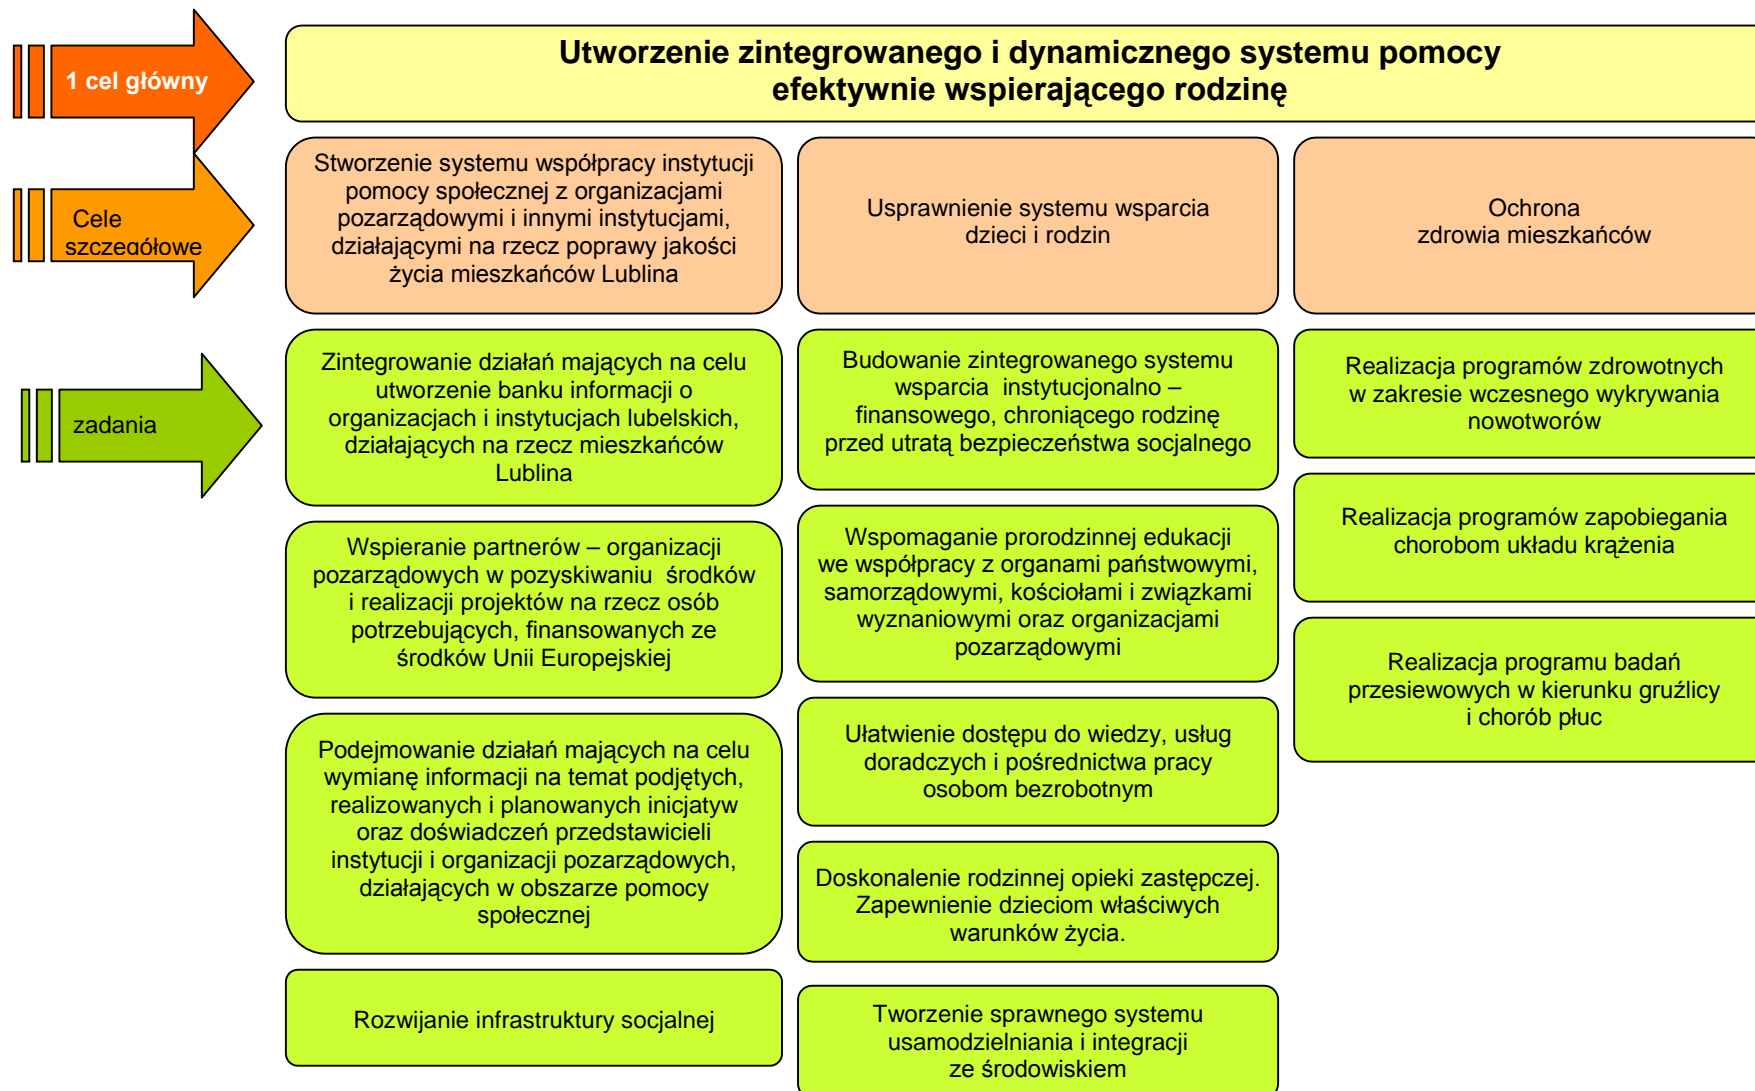 1 cel główny
Utworzenie zintegrowanego i dynamicznego systemu pomocy
efektywnie wspierającego rodzinę
Cele
szczegółowe
Stworzenie systemu współpracy instytucji
pomocy społecznej z organizacjami
pozarządowymi i innymi instytucjami,
działającymi na rzecz poprawy jakości
życia mieszkańców Lublina
Usprawnienie systemu wsparcia
dzieci i rodzin
Ochrona
zdrowia mieszkańców
zadania
Zintegrowanie działań mających na celu
utworzenie banku informacji o
organizacjach i instytucjach lubelskich,
działających na rzecz mieszkańców
Lublina
Wspieranie partnerów – organizacji
pozarządowych w pozyskiwaniu środków
i realizacji projektów na rzecz osób
potrzebujących, finansowanych ze
środków Unii Europejskiej
Podejmowanie działań mających na celu
wymianę informacji na temat podjętych,
realizowanych i planowanych inicjatyw
oraz doświadczeń przedstawicieli
instytucji i organizacji pozarządowych,
działających w obszarze pomocy
społecznej
Rozwijanie infrastruktury socjalnej
Budowanie zintegrowanego systemu
wsparcia instytucjonalno –
finansowego, chroniącego rodzinę
przed utratą bezpieczeństwa socjalnego
Wspomaganie prorodzinnej edukacji
we współpracy z organami państwowymi,
samorządowymi, kościołami i związkami
wyznaniowymi oraz organizacjami
pozarządowymi
Ułatwienie dostępu do wiedzy, usług
doradczych i pośrednictwa pracy
osobom bezrobotnym
Doskonalenie rodzinnej opieki zastępczej.
Zapewnienie dzieciom właściwych
warunków życia.
Tworzenie sprawnego systemu
usamodzielniania i integracji
ze środowiskiem
Realizacja programów zdrowotnych
w zakresie wczesnego wykrywania
nowotworów
Realizacja programów zapobiegania
chorobom układu krążenia
Realizacja programu badań
przesiewowych w kierunku gruźlicy
i chorób płuc